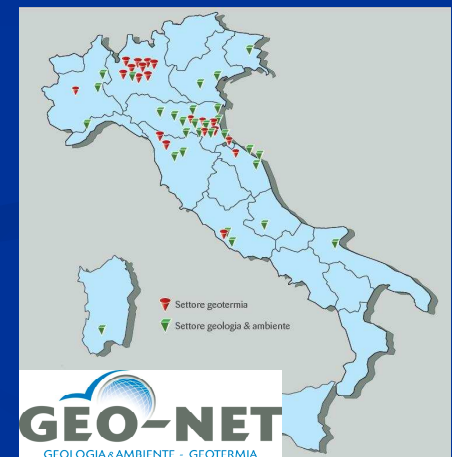 Settore geotermia
Settore geologia & ambiente
GEO-NET
GEOLOGIA & AMBIENTE - GEOTERMIA